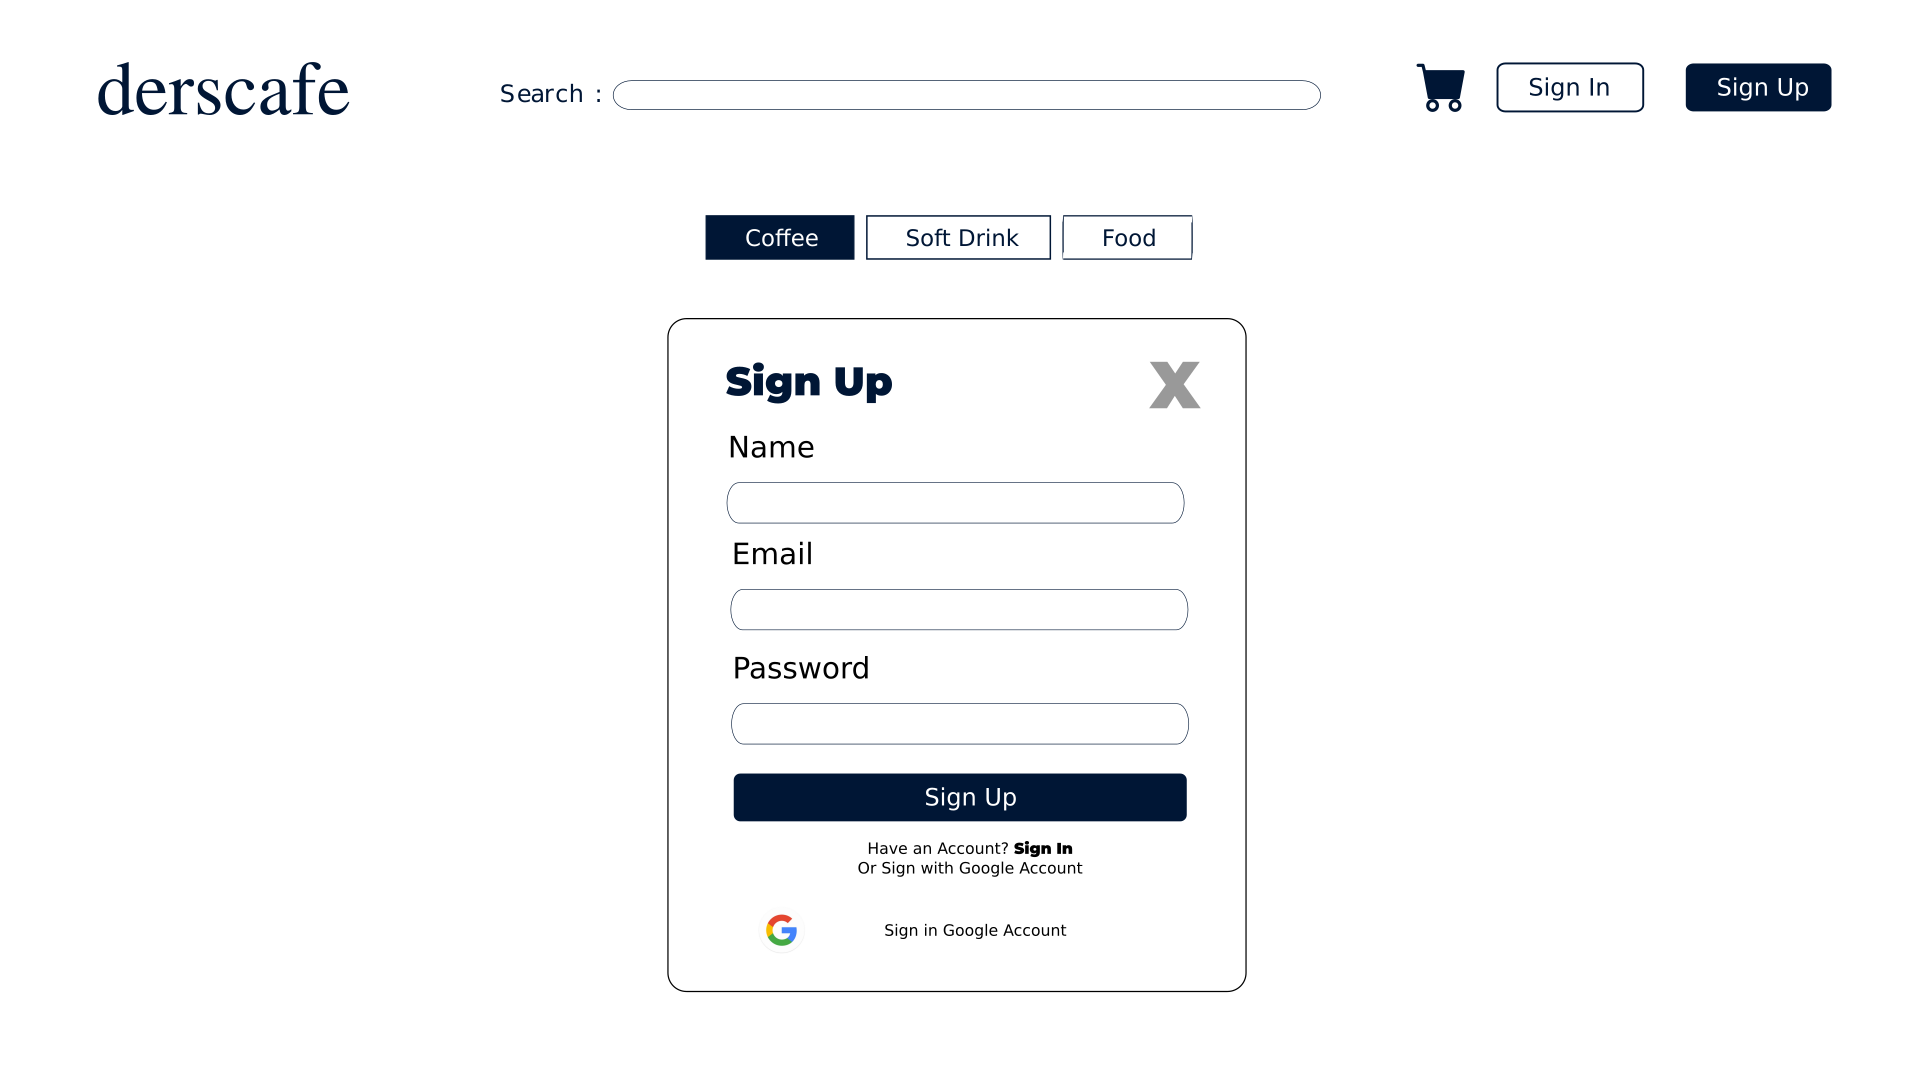 derscafe
Search :
Sign In
Sign Up
Coffee
Soft Drink
Food
Sign Up
X
Name
Email
Password
Sign Up
Have an Account? Sign In
Or Sign with Google Account
G
Sign in Google Account